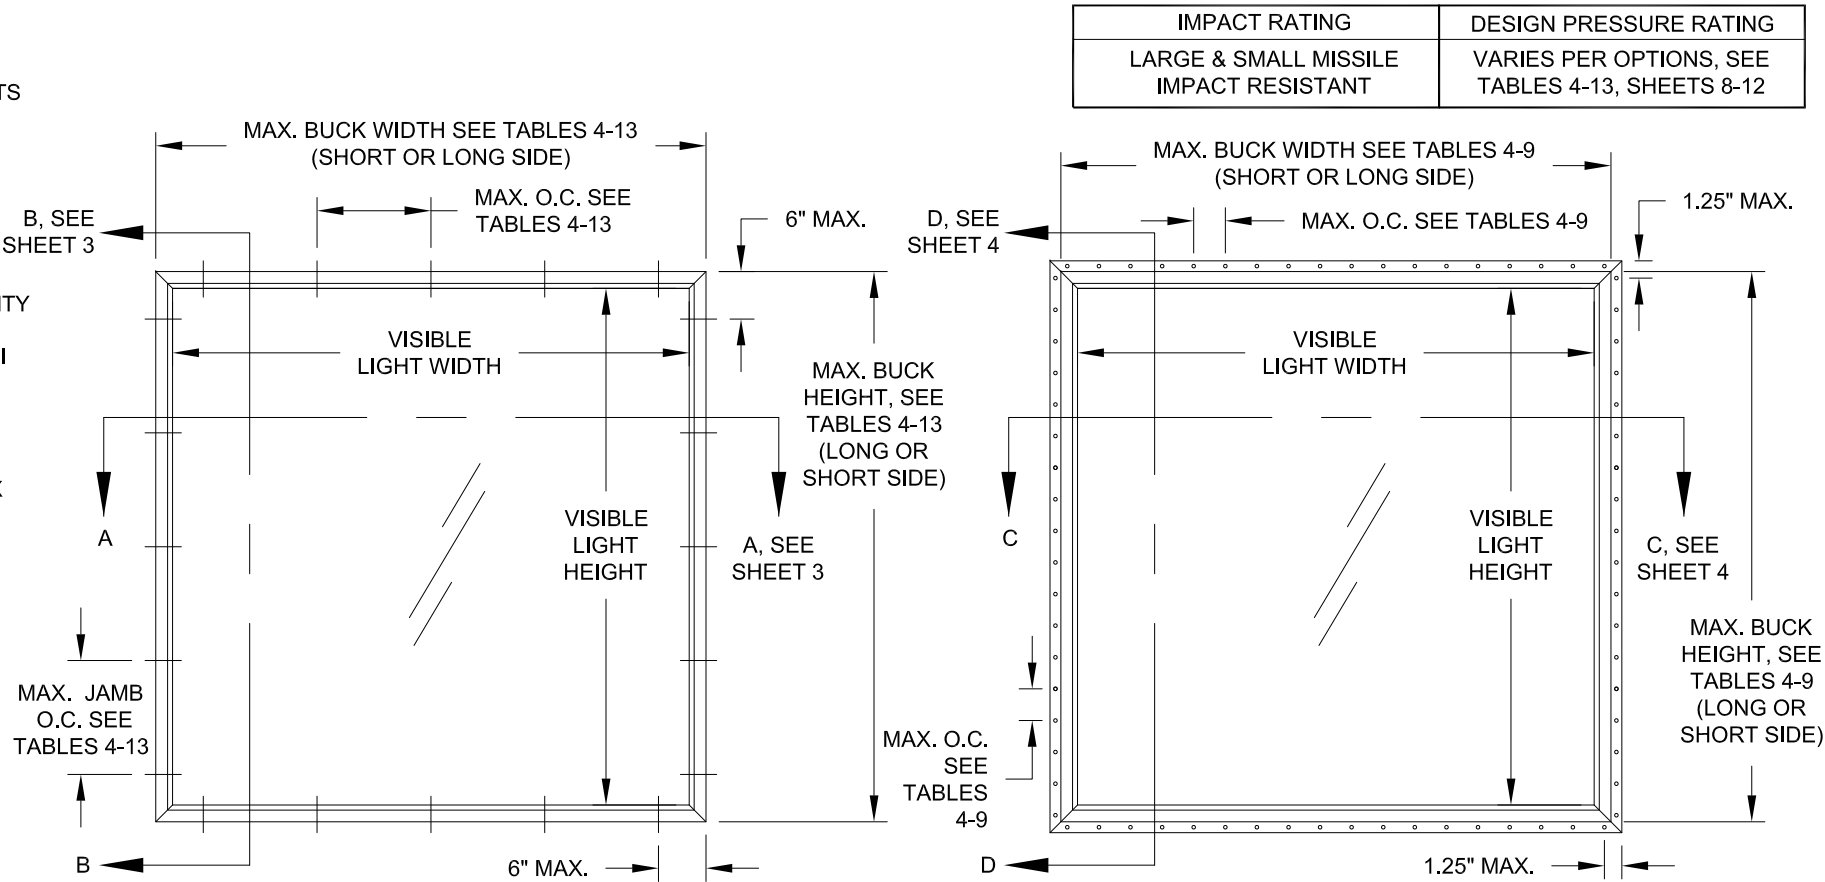 IMPACT RATING
DESIGN PRESSURE RATING
LARGE & SMALL MISSILE
IMPACT RESISTANT
VARIES PER OPTIONS, SEE
TABLES 4-13, SHEETS 8-12
TS
ITY
I
MAX. BUCK WIDTH SEE TABLES 4-13
(SHORT OR LONG SIDE)
MAX. O.C. SEE
TABLES 4-13
B, SEE
SHEET 3
6" MAX.
VISIBLE
LIGHT WIDTH
MAX. BUCK
HEIGHT, SEE
TABLES 4-13
(LONG OR
SHORT SIDE)
A
VISIBLE
LIGHT
HEIGHT
A, SEE
SHEET 3
MAX. JAMB
O.C. SEE
TABLES 4-13
B
6" MAX.
MAX. BUCK WIDTH SEE TABLES 4-9
(SHORT OR LONG SIDE)
MAX. O.C. SEE TABLES 4-9
1.25" MAX.
D, SEE
SHEET 4
VISIBLE
LIGHT WIDTH
C
VISIBLE
LIGHT
HEIGHT
C, SEE
SHEET 4
MAX. BUCK
HEIGHT, SEE
TABLES 4-9
(LONG OR
SHORT SIDE)
MAX. O.C.
SEE
TABLES
4-9
D
1.25" MAX.